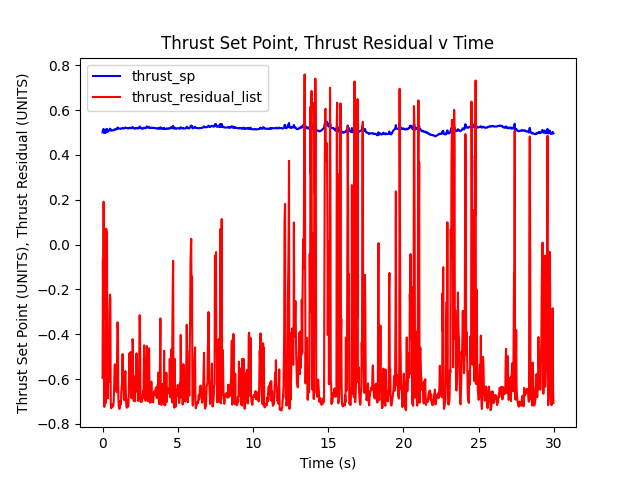 Thrust Set Point, Thrust Residual v Time
thrust_sp
thrust_residual_list
Thrust Set Point (UNITS), Thrust Residual (UNITS)
0.8
0.6
0.4
0.2
0.0
−0.2
−0.4
−0.6
−0.8
0 5 10 15 20 25 30
Time (s)